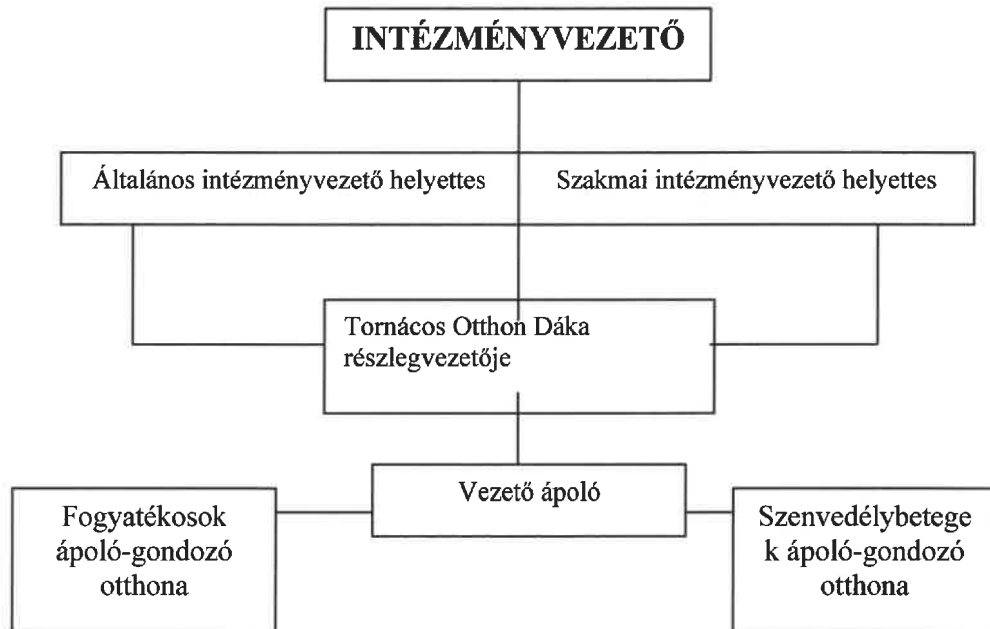 INTÉZMÉNYVEZETŐ
Általános intézményvezető helyettes
Szakmai intézményvezető helyettes
Tornácos Otthon Dáka
részlegvezetője
Vezető ápoló
Fogyatékosok
ápoló-gondozó
otthona
Szenvedélybetege
k ápoló-gondozó
otthona